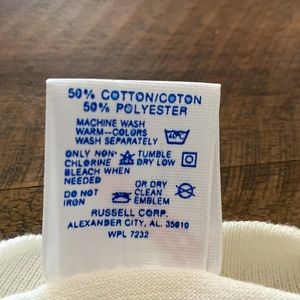 50% COTTON/COTON
50% POLYESTER
MACHINE WASH
WARM--COLORS
WASH SEPARATELY
ONLY NON-
CHLORINE
BLEACH WHEN
NEEDED
TUMBLE
DRY LOW
DO NOT
IRON
OR DRY
CLEAN
EMBLEM
RUSSELL CORP.
ALEXANDER CITY, AL. 35010
WPL 7232